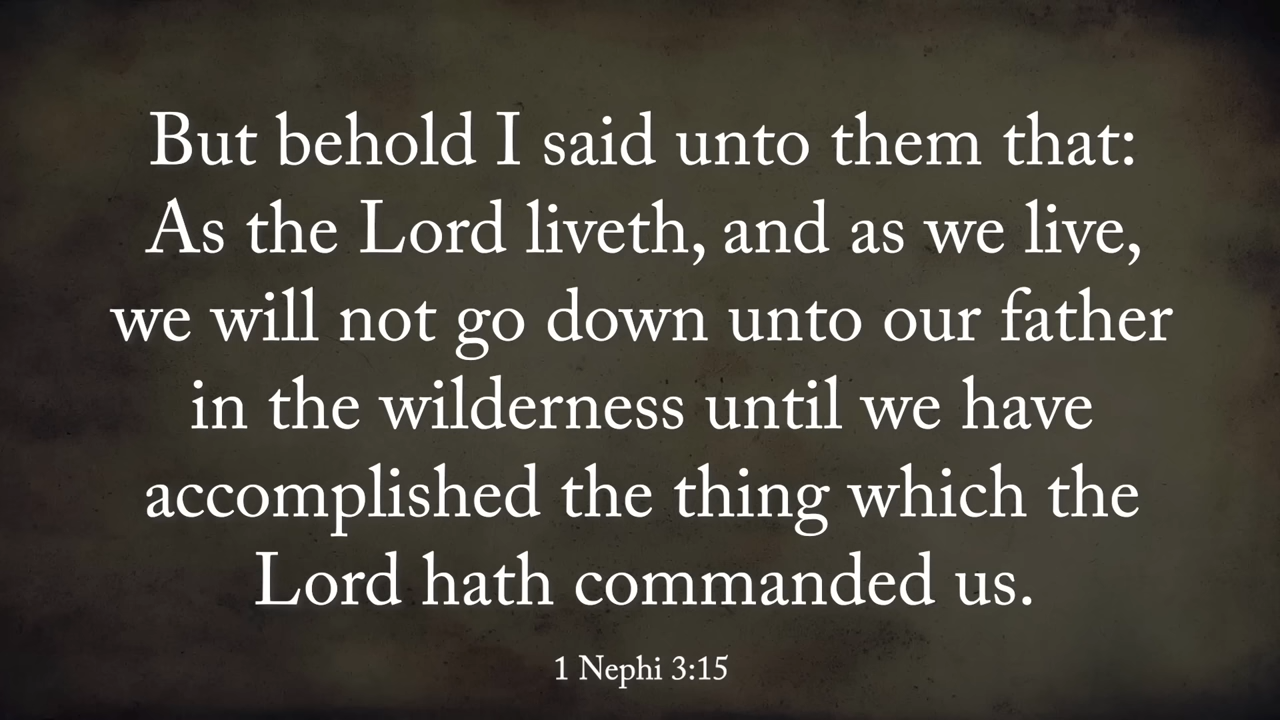 But behold I said unto them that:
As the Lord liveth, and as we live,
we will not go down unto our father
in the wilderness until we have
accomplished the thing which the
Lord hath commanded us.
1 Nephi 3:15